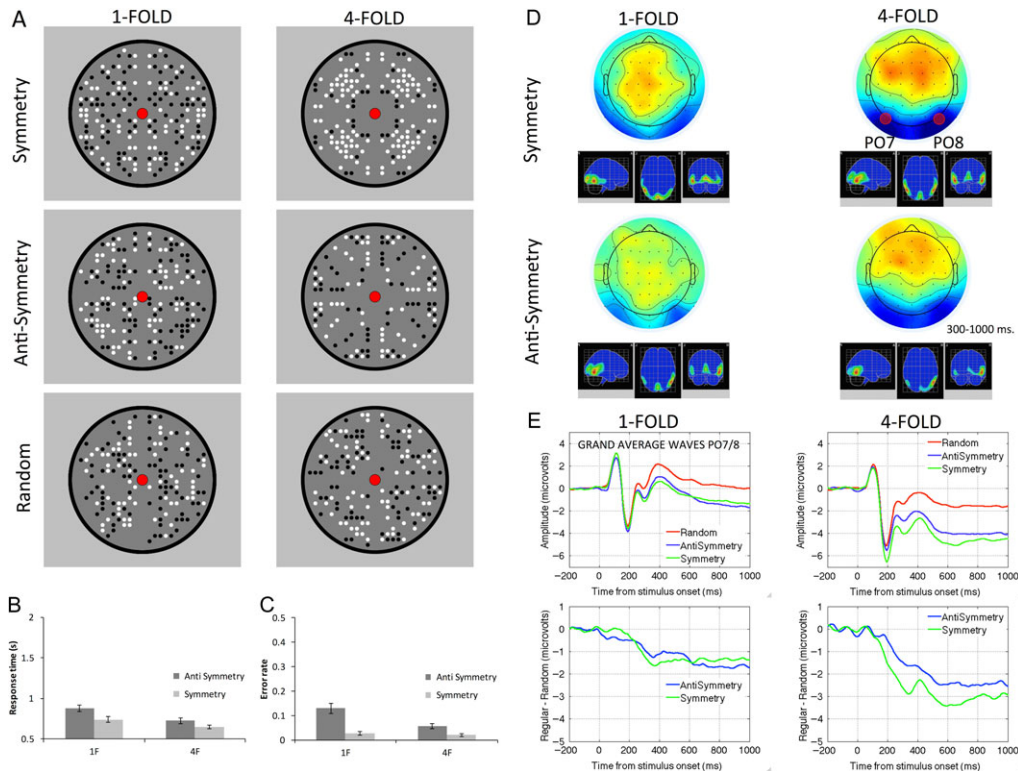 A
1-FOLD
4-FOLD
Symmetry
Anti-Symmetry
Random
B
Response time (s)
2
1.75
1.5
1.25
1
0.75
0.5
Anti Symmetry
Symmetry
1F
4F
C
Error rate
0.5
0.4
0.3
0.2
0.1
0
Anti Symmetry
Symmetry
1F
4F
D
1-FOLD
4-FOLD
Symmetry
PO7
PO8
Anti-Symmetry
300-1000 ms.
E
1-FOLD
4-FOLD
GRAND AVERAGE WAVES PO7/8
Amplitude (microvolts)
4
2
0
−2
−4
−6
Random
AntiSymmetry
Symmetry
−200 0 200 400 600 800 1000
Time from stimulus onset (ms)
Amplitude (microvolts)
4
2
0
−2
−4
−6
Random
AntiSymmetry
Symmetry
−200 0 200 400 600 800 1000
Time from stimulus onset (ms)
Regular - Random (microvolts)
1
0
−1
−2
−3
−4
−5
AntiSymmetry
Symmetry
−200 0 200 400 600 800 1000
Time from stimulus onset (ms)
Regular - Random (microvolts)
1
0
−1
−2
−3
−4
−5
AntiSymmetry
Symmetry
−200 0 200 400 600 800 1000
Time from stimulus onset (ms)